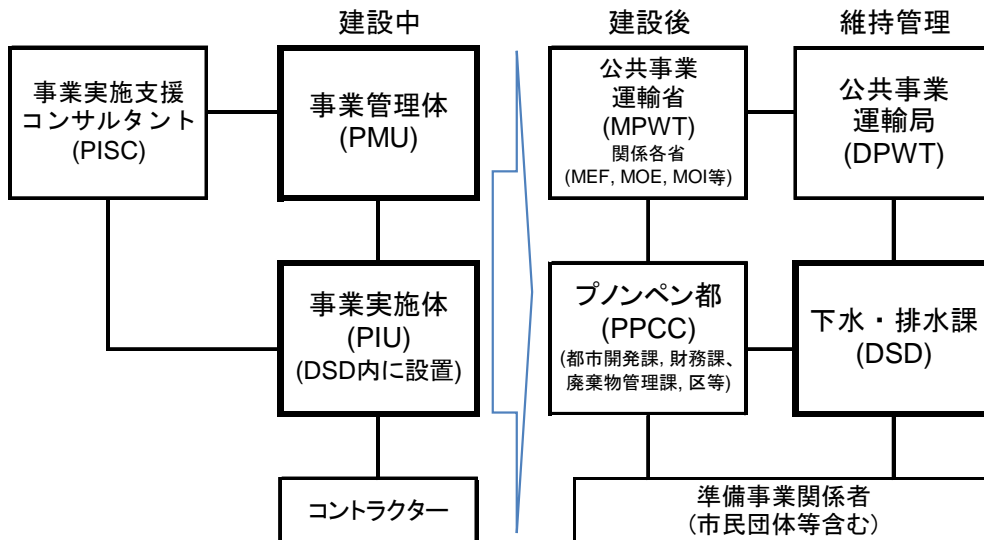 建設中
建設後
維持管理
事業実施支援
コンサルタント
(PISC)
事業管理体
(PMU)
公共事業
運輸省
(MPWT)
関係各省
(MEF, MOE, MOI等)
公共事業
運輸局
(DPWT)
事業実施体
(PIU)
(DSD内に設置)
プノンペン都
(PPCC)
(都市開発課, 財務課、
廃棄物管理課, 区等)
下水・排水課
(DSD)
コントラクター
準備事業関係者
(市民団体等含む)